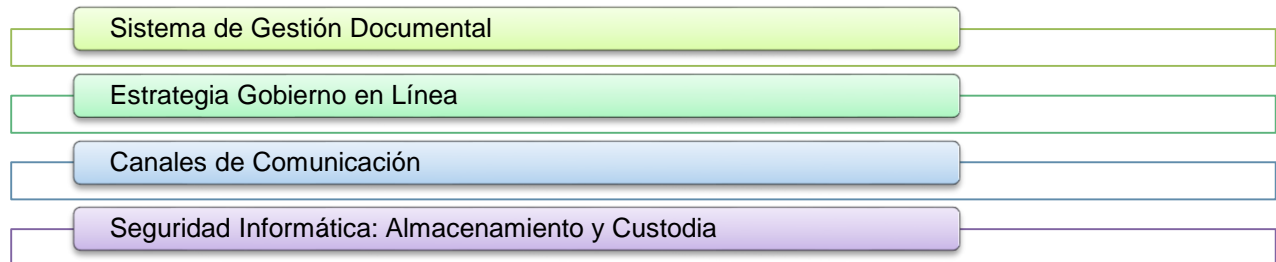 Sistema de Gestión Documental
Estrategia Gobierno en Línea
Canales de Comunicación
Seguridad Informática: Almacenamiento y Custodia